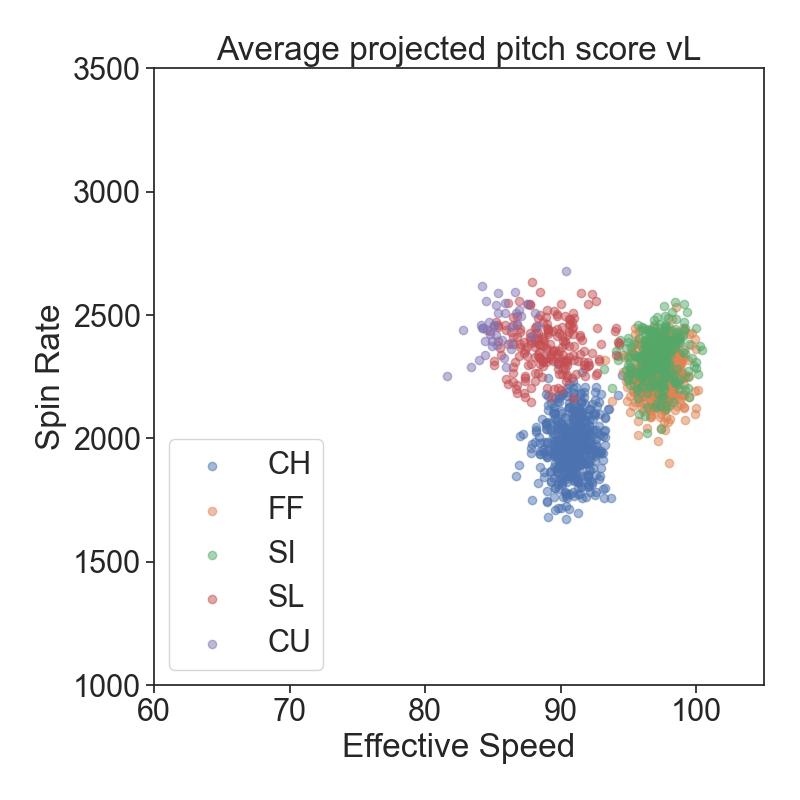 Average projected pitch score vL
3500
3000
2500
2000
1500
1000
Spin Rate
CH
FF
SI
SL
CU
60 70 80 90 100
Effective Speed